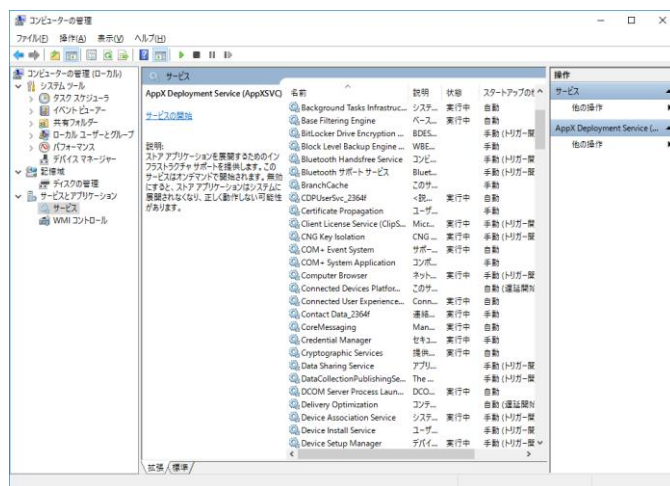 コンピューターの管理
ファイル(F) 操作(A) 表示(V) ヘルプ(H)
コンピューターの管理 (ローカル)
システム ツール
タスク スケジューラ
イベント ビューアー
共有フォルダー
ローカル ユーザーとグループ
パフォーマンス
デバイス マネージャー
記憶域
ディスクの管理
サービスとアプリケーション
サービス
WMI コントロール
サービス
AppX Deployment Service (AppXSVC)
サービスの開始
説明:
ストア アプリケーションを展開するためのイン
フラストラクチャ サポートを提供します。この
サービスはオンデマンドで開始されます。無効
にすると、ストア アプリケーションはシステムに
展開されなくなり、正しく動作しない可能性
があります。
名前 説明 状態 スタートアップの
Background Tasks Infrastruc... システ... 実行中 自動
Base Filtering Engine ベース... 実行中 自動
BitLocker Drive Encryption ... BDES... 手動 (トリガー開
Block Level Backup Engine ... WBE... 手動
Bluetooth Handsfree Service コンピ... 手動 (トリガー開
Bluetooth サポート サービス Bluet... 手動 (トリガー開
BranchCache このサ... 手動
CDPUserSvc_2364f <説... 実行中 自動
Certificate Propagation ユーザ... 手動
Client License Service (ClipS... Micr... 実行中 手動 (トリガー開
CNG Key Isolation CNG ... 実行中 手動 (トリガー開
COM+ Event System サポー... 実行中 自動
COM+ System Application コンポ... 手動
Computer Browser ネット... 実行中 手動 (トリガー開
Connected Devices Platfor... このサ... 自動 (遅延開始
Connected User Experience... Conn... 実行中 自動
Contact Data_2364f 連絡... 実行中 手動
CoreMessaging Man... 実行中 自動
Credential Manager セキュ... 実行中 手動
Cryptographic Services 提供... 実行中 自動
Data Sharing Service アプリ... 手動 (トリガー開
DataCollectionPublishingSe... The ... 手動 (トリガー開
DCOM Server Process Laun... DCO... 実行中 自動
Delivery Optimization コンテ... 自動 (遅延開始
Device Association Service システ... 実行中 手動 (トリガー開
Device Install Service ユーザ... 手動 (トリガー開
Device Setup Manager デバイ... 実行中 手動 (トリガー開
拡張 標準
操作
サービス
他の操作
AppX Deployment Service (...
他の操作